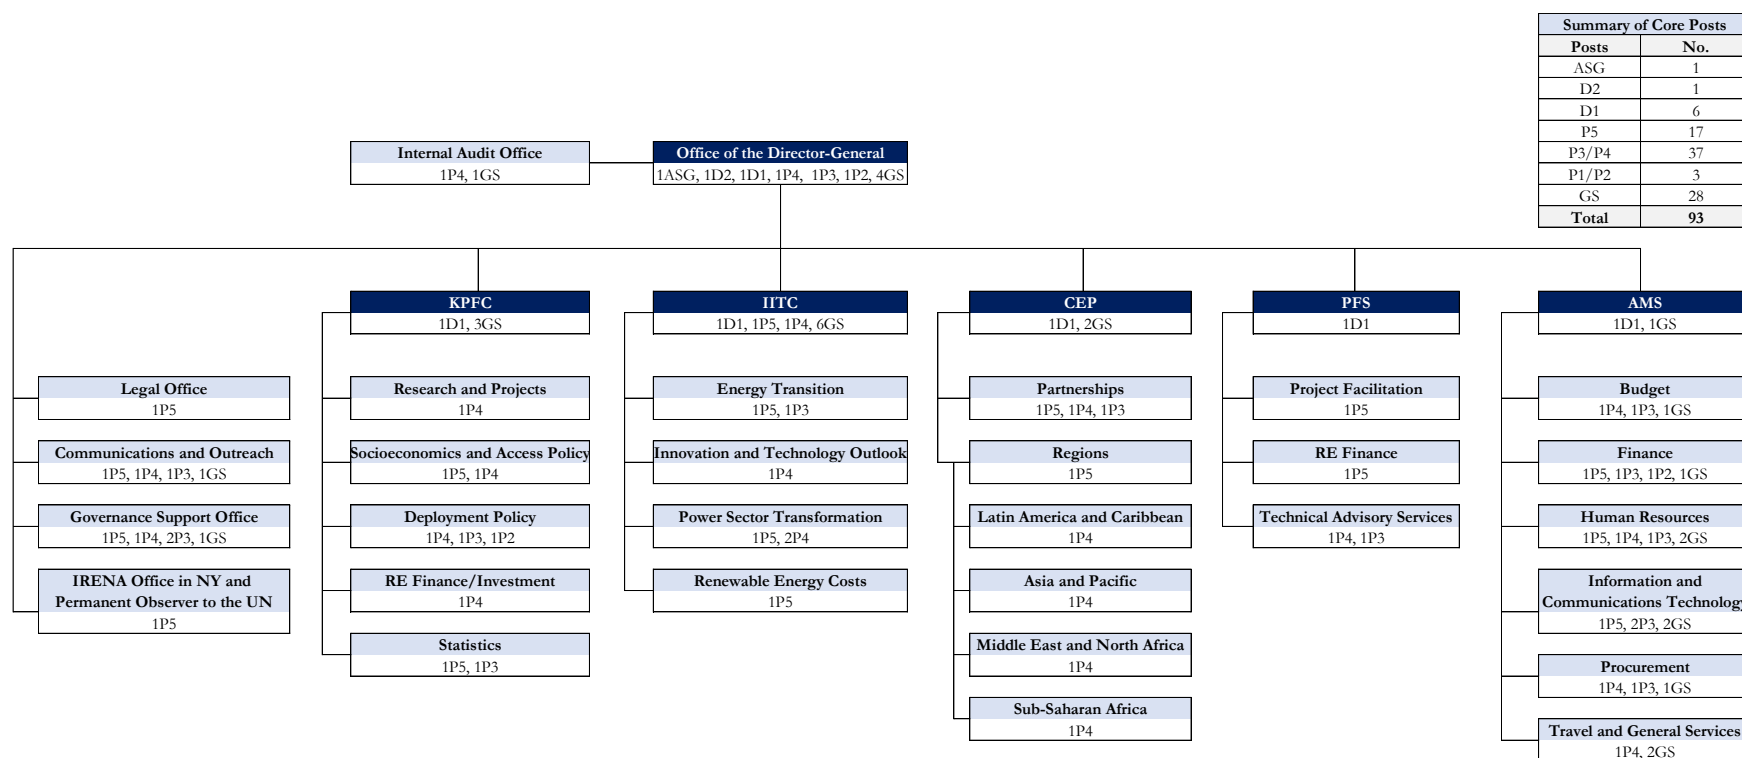 Summary of Core Posts
Posts No.
ASG 1
D2 1
D1 6
P5 17
P3/P4 37
P1/P2 3
GS 28
Total 93
Internal Audit Office
1P4, 1GS
Office of the Director-General
1ASG, 1D2, 1D1, 1P4, 1P3, 1P2, 4GS
Legal Office
1P5
Communications and Outreach
1P5, 1P4, 1P3, 1GS
Governance Support Office
1P5, 1P4, 2P3, 1GS
IRENA Office in NY and
Permanent Observer to the UN
1P5
KPFC
1D1, 3GS
Research and Projects
1P4
Socioeconomics and Access Policy
1P5, 1P4
Deployment Policy
1P4, 1P3, 1P2
RE Finance/Investment
1P4
Statistics
1P5, 1P3
IITC
1D1, 1P5, 1P4, 6GS
Energy Transition
1P5, 1P3
Innovation and Technology Outlook
1P4
Power Sector Transformation
1P5, 2P4
Renewable Energy Costs
1P5
CEP
1D1, 2GS
Partnerships
1P5, 1P4, 1P3
Regions
1P5
Latin America and Caribbean
1P4
Asia and Pacific
1P4
Middle East and North Africa
1P4
Sub-Saharan Africa
1P4
PFS
1D1
Project Facilitation
1P5
RE Finance
1P5
Technical Advisory Services
1P4, 1P3
AMS
1D1, 1GS
Budget
1P4, 1P3, 1GS
Finance
1P5, 1P3, 1P2, 1GS
Human Resources
1P5, 1P4, 1P3, 2GS
Information and
Communications Technology
1P5, 2P3, 2GS
Procurement
1P4, 1P3, 1GS
Travel and General Services
1P4, 2GS